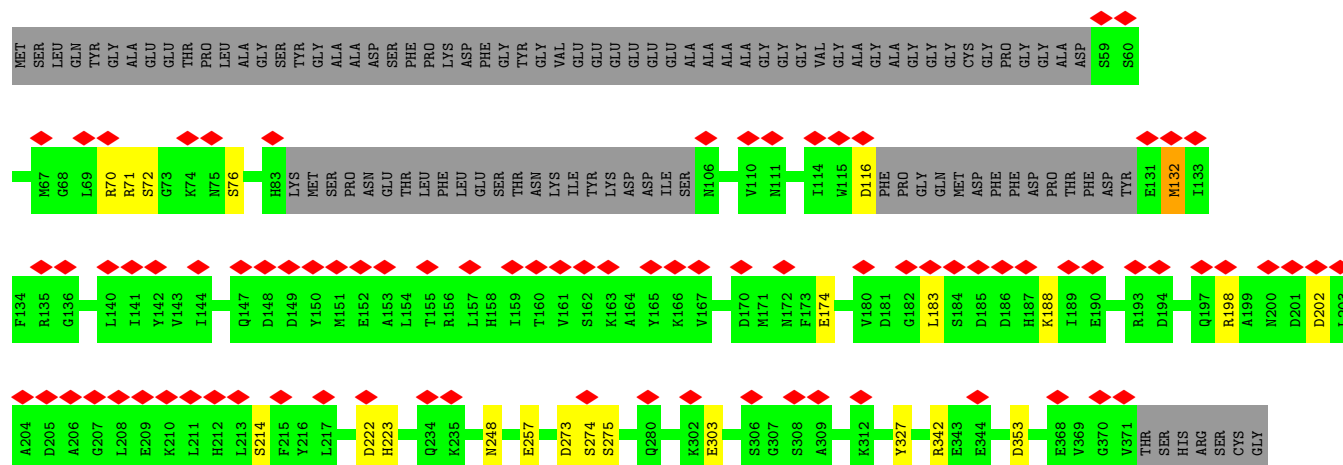 MET SER LEU GLN TYR GLY ALA GLU GLU THR PRO LEU ALA GLY SER TYR GLY ALA ALA ASP SER PHE PRO LYS ASP PHE GLY TYR GLY VAL GLU GLU GLU GLU GLU GLU ALA ALA ALA ALA GLY GLY GLY VAL GLY ALA GLY ALA GLY GLY GLY CYS GLY PRO GLY GLY ALA ASP S59 S60
M67 G68 L69 R70 R71 S72 G73 K74 N75 S76 H83 LYS MET SER PRO ASN GLU THR LEU PHE LEU GLU SER THR ASN LYS ILE TYR LYS ASP ASP ILE SER N106 V110 N111 I114 W115 D116 PHE PRO GLY GLN MET ASP PHE PHE ASP PRO THR PHE ASP TYR E131 M132 I133
F134 R135 G136 L140 I141 Y142 V143 I144 Q147 D148 D149 Y150 M151 E152 A153 L154 T155 R156 L157 H158 I159 T160 V161 S162 K163 A164 Y165 K166 V167 D170 M171 N172 F173 E174 V180 D181 G182 L183 S184 D185 D186 H187 K188 I189 E190 R193 D194 Q197 R198 A199 N200 D201 D202
A204 D205 A206 G207 L208 E209 K210 L211 H212 L213 S214 F215 Y216 L217 D222 H223 Q234 K235 N248 E257 D273 S274 S275 Q280 K302 E303 S306 G307 S308 A309 K312 Y327 R342 E343 E344 D353 E368 V369 G370 V371 THR SER HIS ARG SER CYS GLY